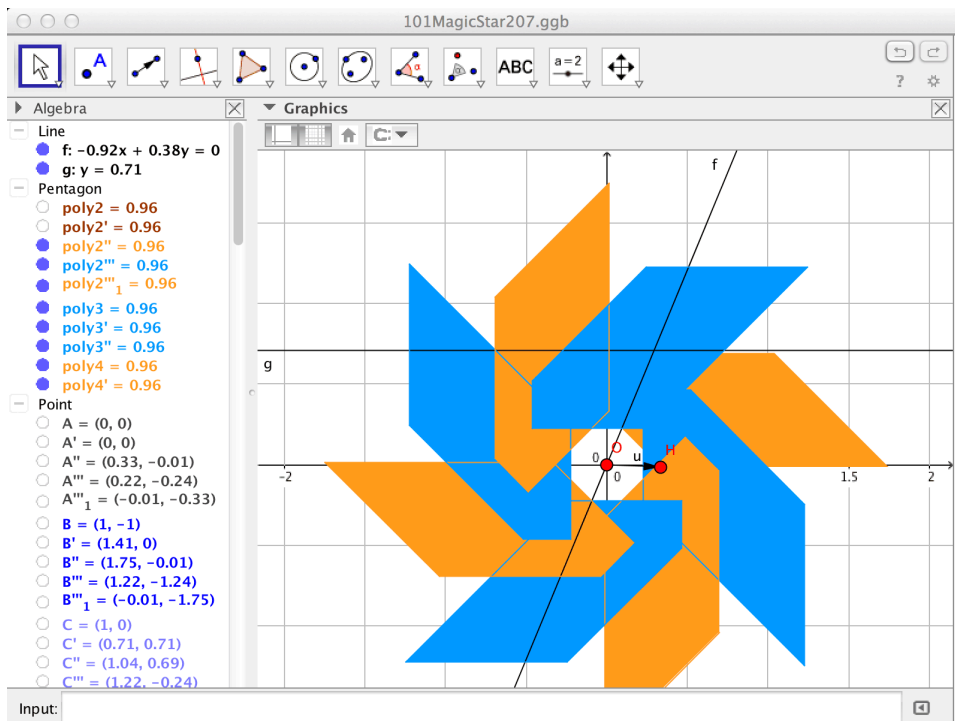 101MagicStar207.ggb
A
α
α
ABC
a=2
?
Algebra
Graphics
C:
Line
f: -0.92x + 0.38y = 0
g: y = 0.71
Pentagon
poly2 = 0.96
poly2' = 0.96
poly2'' = 0.96
poly2''' = 0.96
poly2'''₁ = 0.96
poly3 = 0.96
poly3' = 0.96
poly3'' = 0.96
poly4 = 0.96
poly4' = 0.96
Point
A = (0, 0)
A' = (0, 0)
A'' = (0.33, -0.01)
A''' = (0.22, -0.24)
A'''₁ = (-0.01, -0.33)
B = (1, -1)
B' = (1.41, 0)
B'' = (1.75, -0.01)
B''' = (1.22, -1.24)
B'''₁ = (-0.01, -1.75)
C = (1, 0)
C' = (0.71, 0.71)
C'' = (1.04, 0.69)
C''' = (1.22, -0.24)
f
g
O
H
0
u
-2
0
1.5
2
Input: